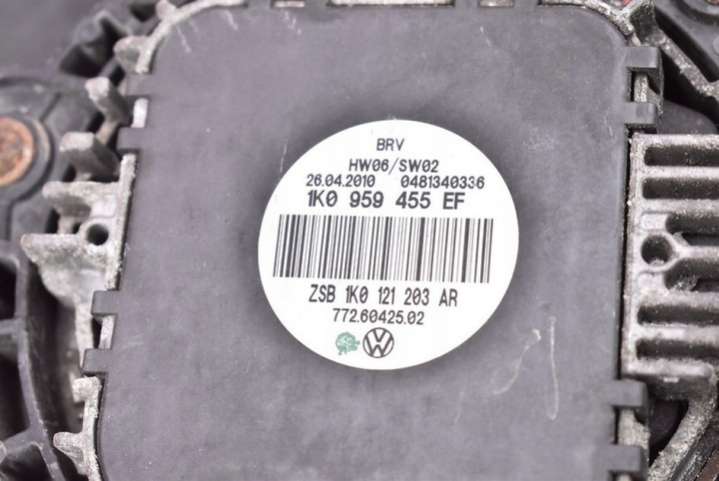 BRV
HW06/SW02
26.04.2010 0481340336
1K0 959 455 EF
ZSB 1K0 121 203 AR
772.60425.02